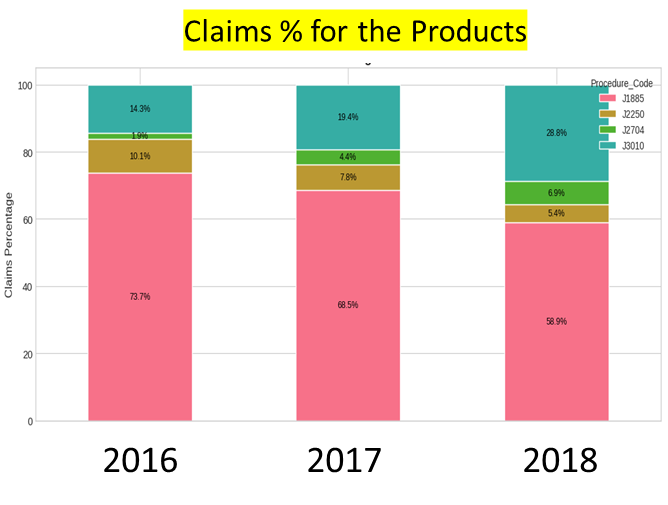 Claims % for the Products
Procedure_Code
J1885
J2250
J2704
J3010
Claims Percentage
100
80
60
40
20
0
14.3%
1.9%
10.1%
73.7%
19.4%
4.4%
7.8%
68.5%
28.8%
6.9%
5.4%
58.9%
2016 2017 2018